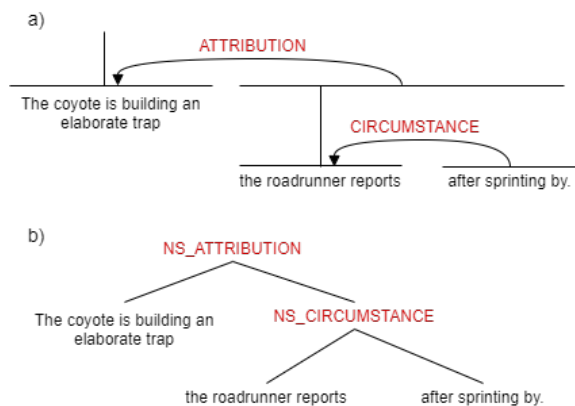 a)
ATTRIBUTION
The coyote is building an
elaborate trap
CIRCUMSTANCE
the roadrunner reports
after sprinting by.
b)
NS_ATTRIBUTION
The coyote is building an
elaborate trap
NS_CIRCUMSTANCE
the roadrunner reports
after sprinting by.